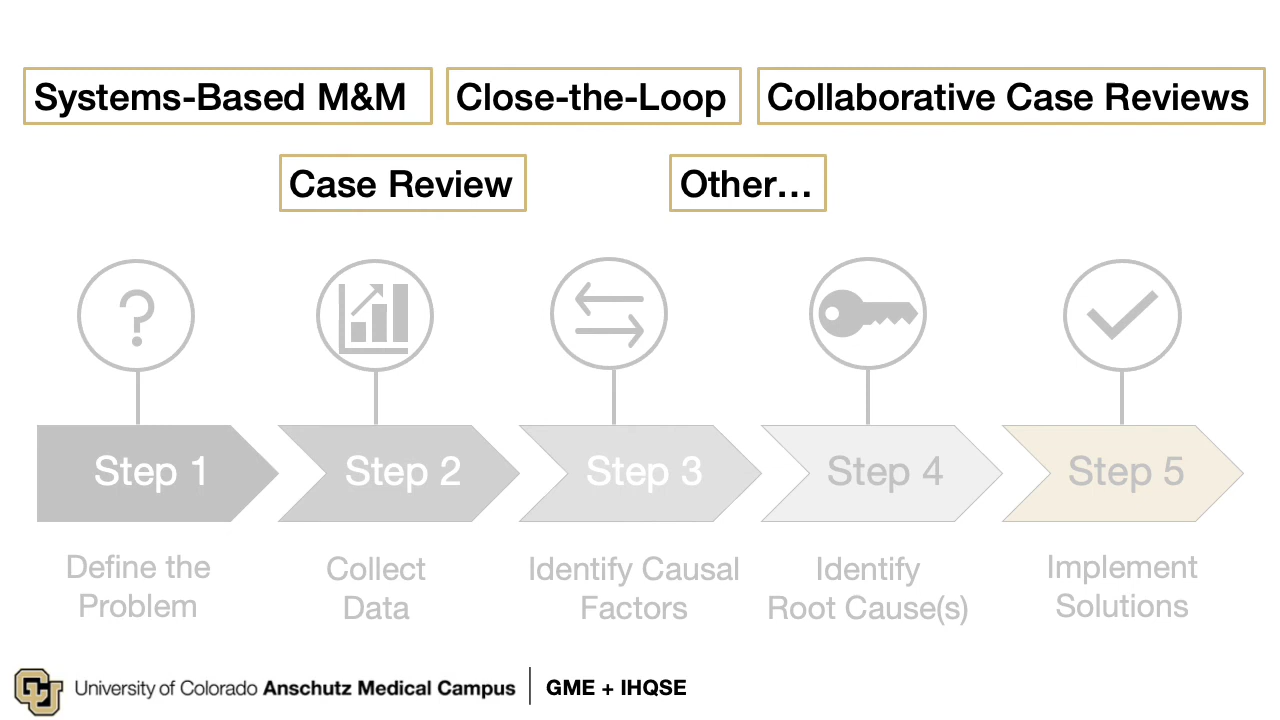 Systems-Based M&M
Close-the-Loop
Collaborative Case Reviews
Case Review
Other...
?
Step 1
Step 2
Step 3
Step 4
Step 5
Define the
Problem
Collect
Data
Identify Causal
Factors
Identify
Root Cause(s)
Implement
Solutions
CU
University of Colorado Anschutz Medical Campus
GME + IHQSE